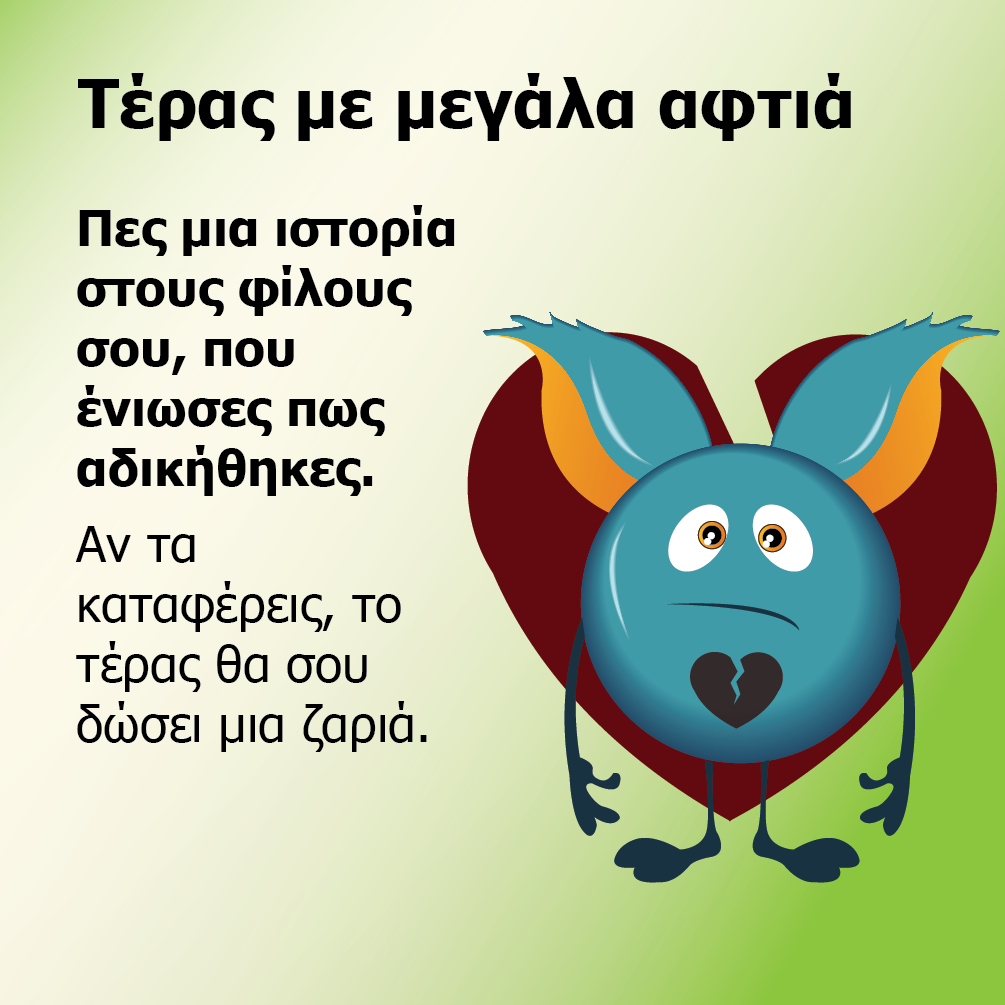 Τέρας με μεγάλα αφτιά
Πες μια ιστορία
στους φίλους
σου, που
ένιωσες πως
αδικήθηκες.
Αν τα
καταφέρεις, το
τέρας θα σου
δώσει μια ζαριά.